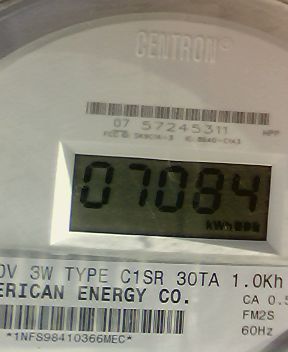 CENTRON®
07 57245311
HPP
07084
0V 3W TYPE C1SR 30TA 1.0Kh
ERICAN ENERGY CO.
CA 0.5
FM2S
60Hz
*1NFS98410366MEC*